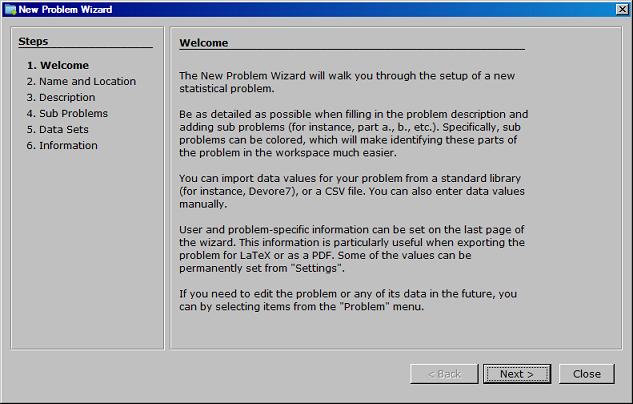 New Problem Wizard
Steps
1. Welcome
2. Name and Location
3. Description
4. Sub Problems
5. Data Sets
6. Information
Welcome
The New Problem Wizard will walk you through the setup of a new
statistical problem.
Be as detailed as possible when filling in the problem description and
adding sub problems (for instance, part a., b., etc.). Specifically, sub
problems can be colored, which will make identifying these parts of
the problem in the workspace much easier.
You can import data values for your problem from a standard library
(for instance, Devore7), or a CSV file. You can also enter data values
manually.
User and problem-specific information can be set on the last page of
the wizard. This information is particularly useful when exporting the
problem for LaTeX or as a PDF. Some of the values can be
permanently set from "Settings".
If you need to edit the problem or any of its data in the future, you
can by selecting items from the "Problem" menu.
< Back Next > Close